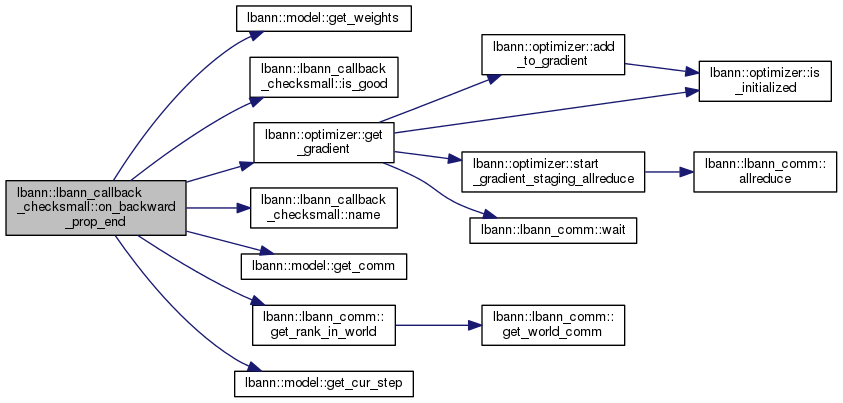 lbann::lbann_callback
_checksmall::on_backward
_prop_end
lbann::model::get_weights
lbann::lbann_callback
_checksmall::is_good
lbann::optimizer::get
_gradient
lbann::lbann_callback
_checksmall::name
lbann::model::get_comm
lbann::lbann_comm::
get_rank_in_world
lbann::model::get_cur_step
lbann::optimizer::add
_to_gradient
lbann::optimizer::start
_gradient_staging_allreduce
lbann::lbann_comm::wait
lbann::lbann_comm::
get_world_comm
lbann::optimizer::is
_initialized
lbann::lbann_comm::
allreduce